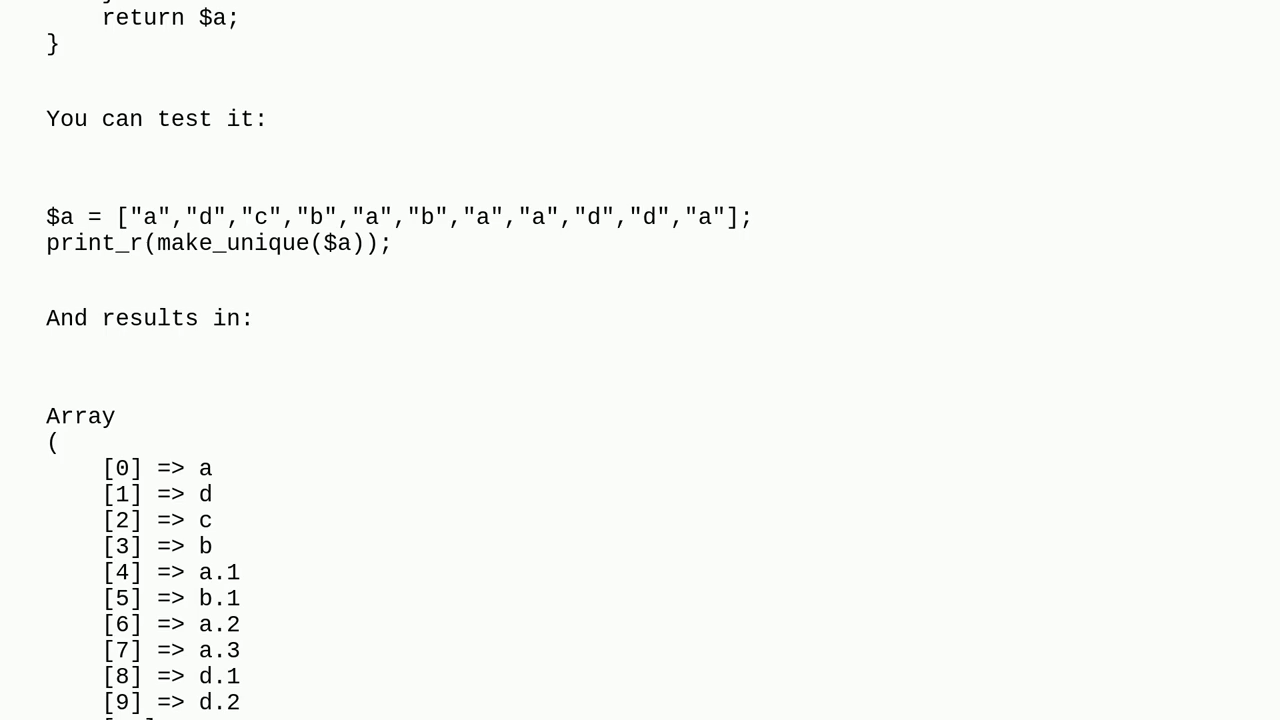 return $a;
}
You can test it:
$a = ["a","d","c","b","a","b","a","a","d","d","a"];
print_r(make_unique($a));
And results in:
Array
(
    [0] => a
    [1] => d
    [2] => c
    [3] => b
    [4] => a.1
    [5] => b.1
    [6] => a.2
    [7] => a.3
    [8] => d.1
    [9] => d.2